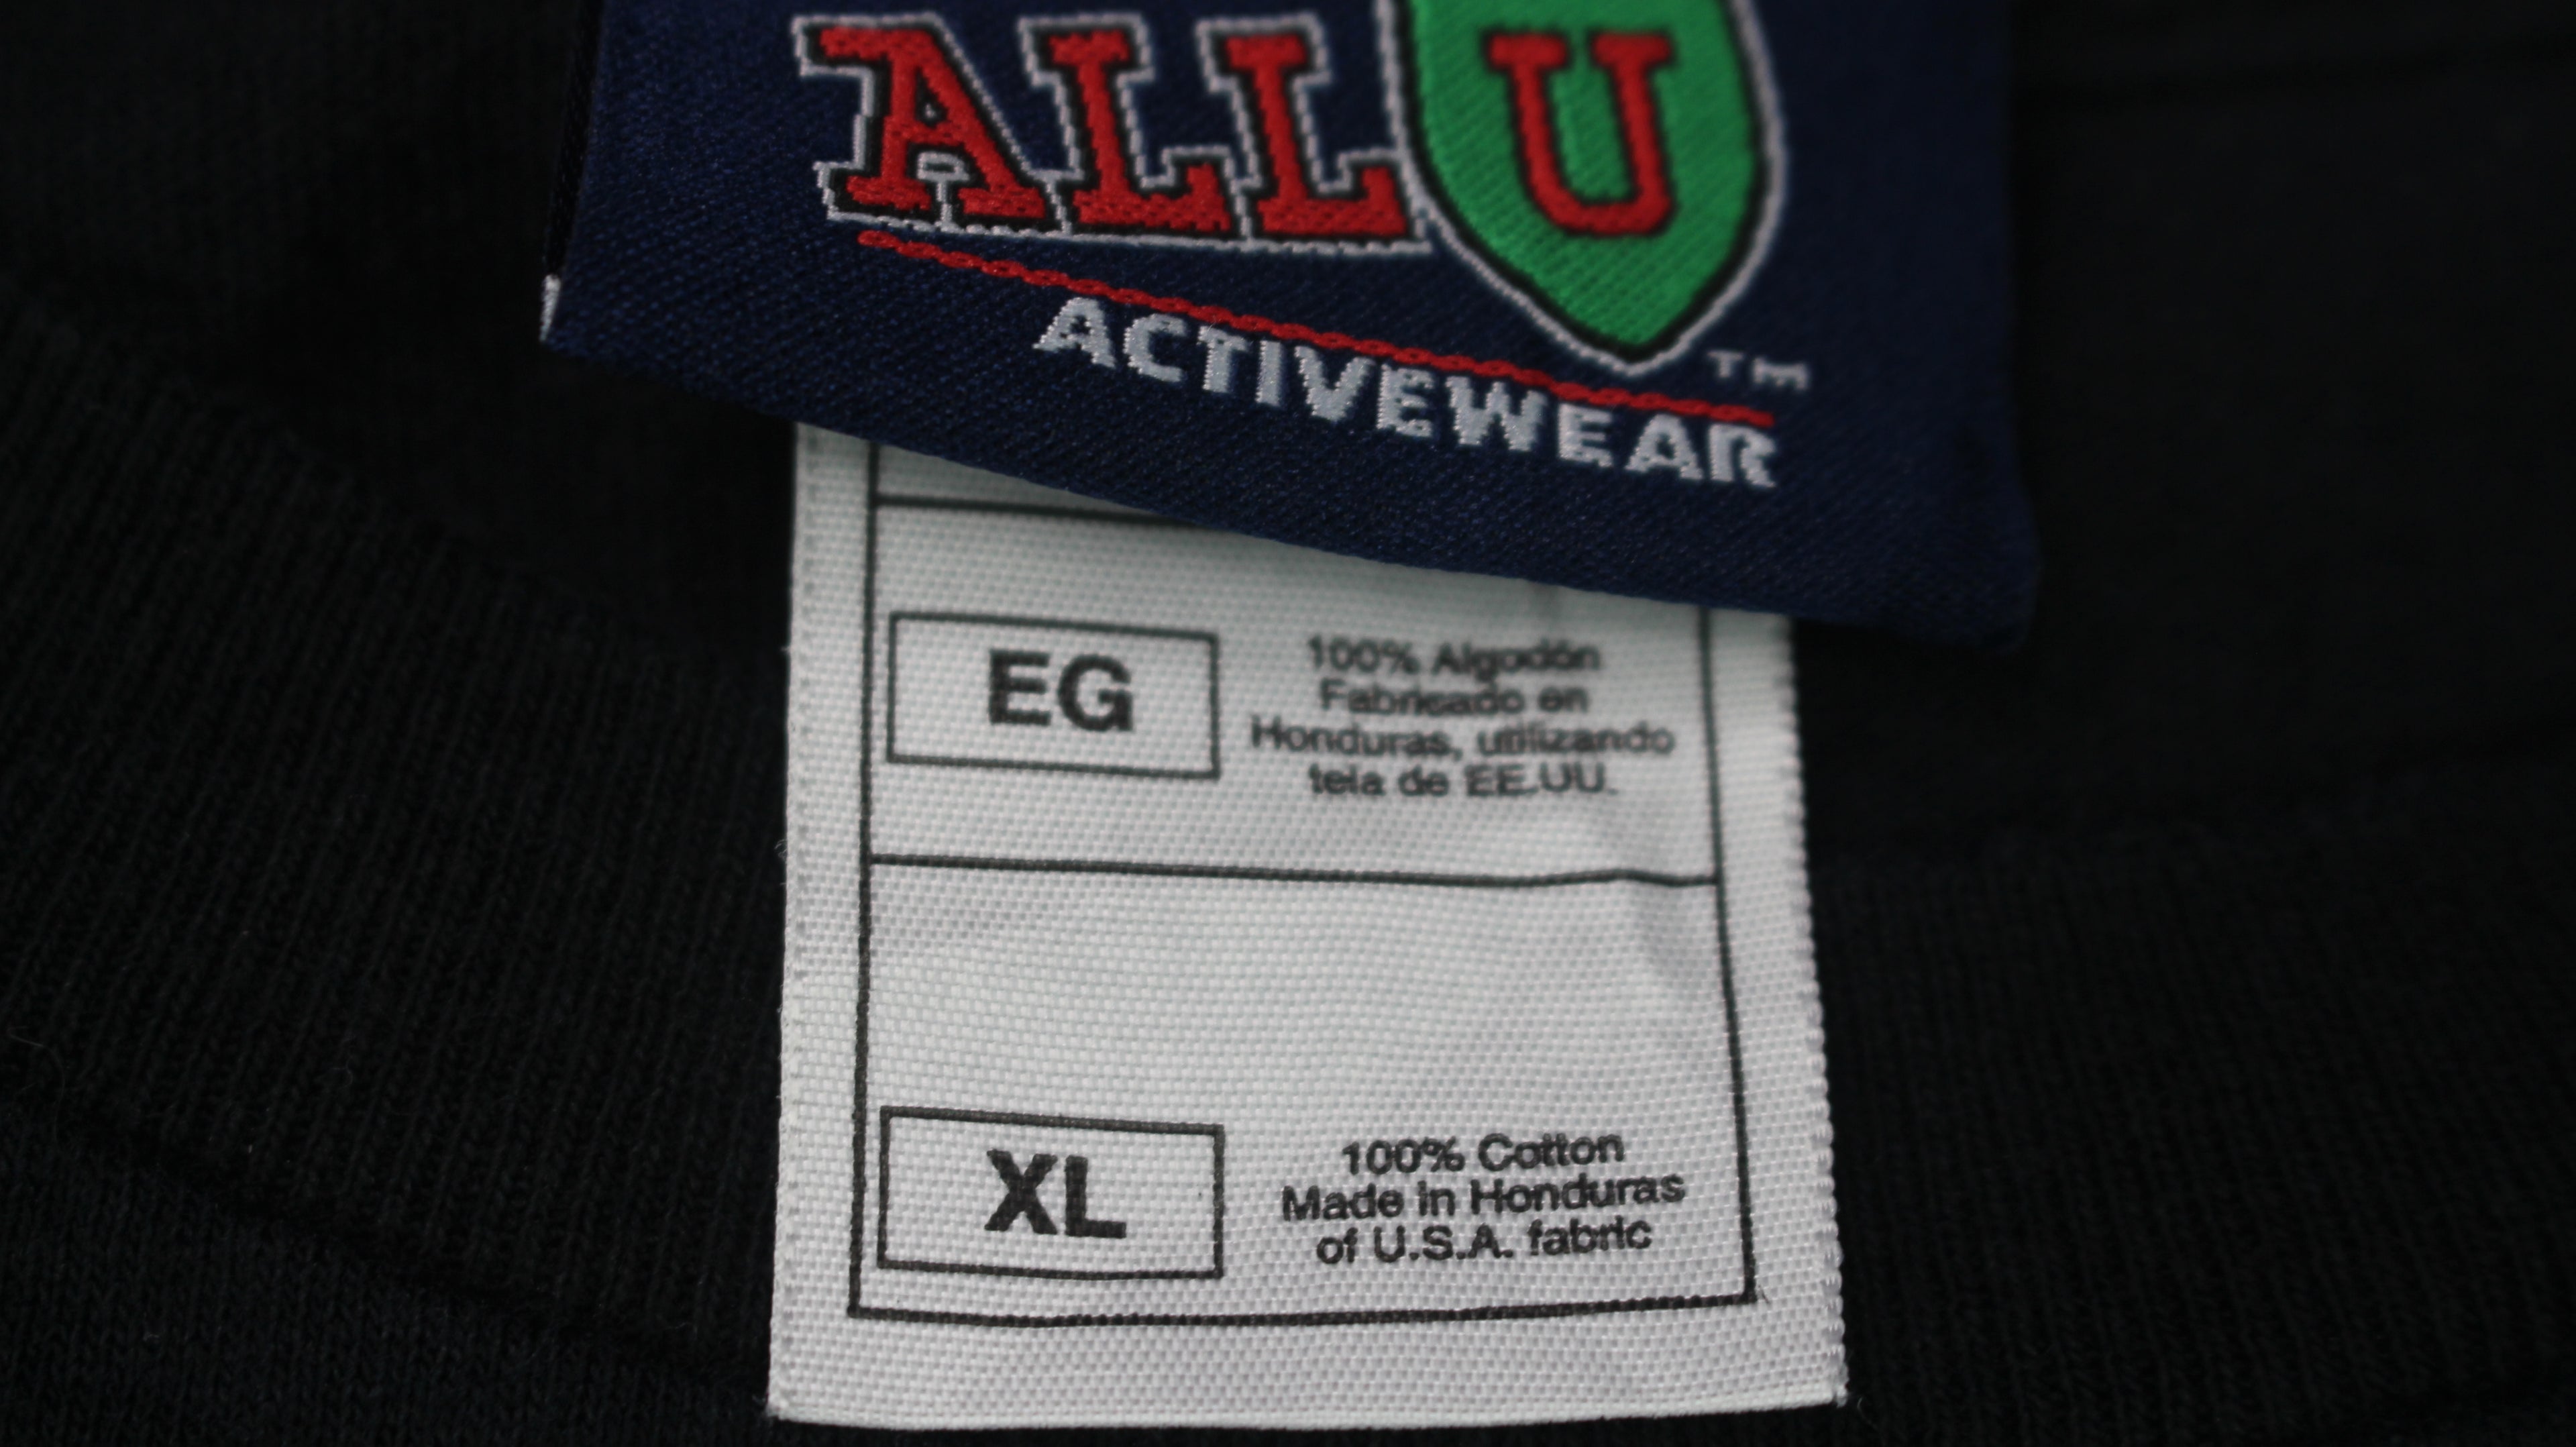 ALL U
ACTIVEWEAR TM
EG
100% Algodón
Fabricado en
Honduras, utilizando
tela de EE.UU.
XL
100% Cotton
Made in Honduras
of U.S.A. fabric